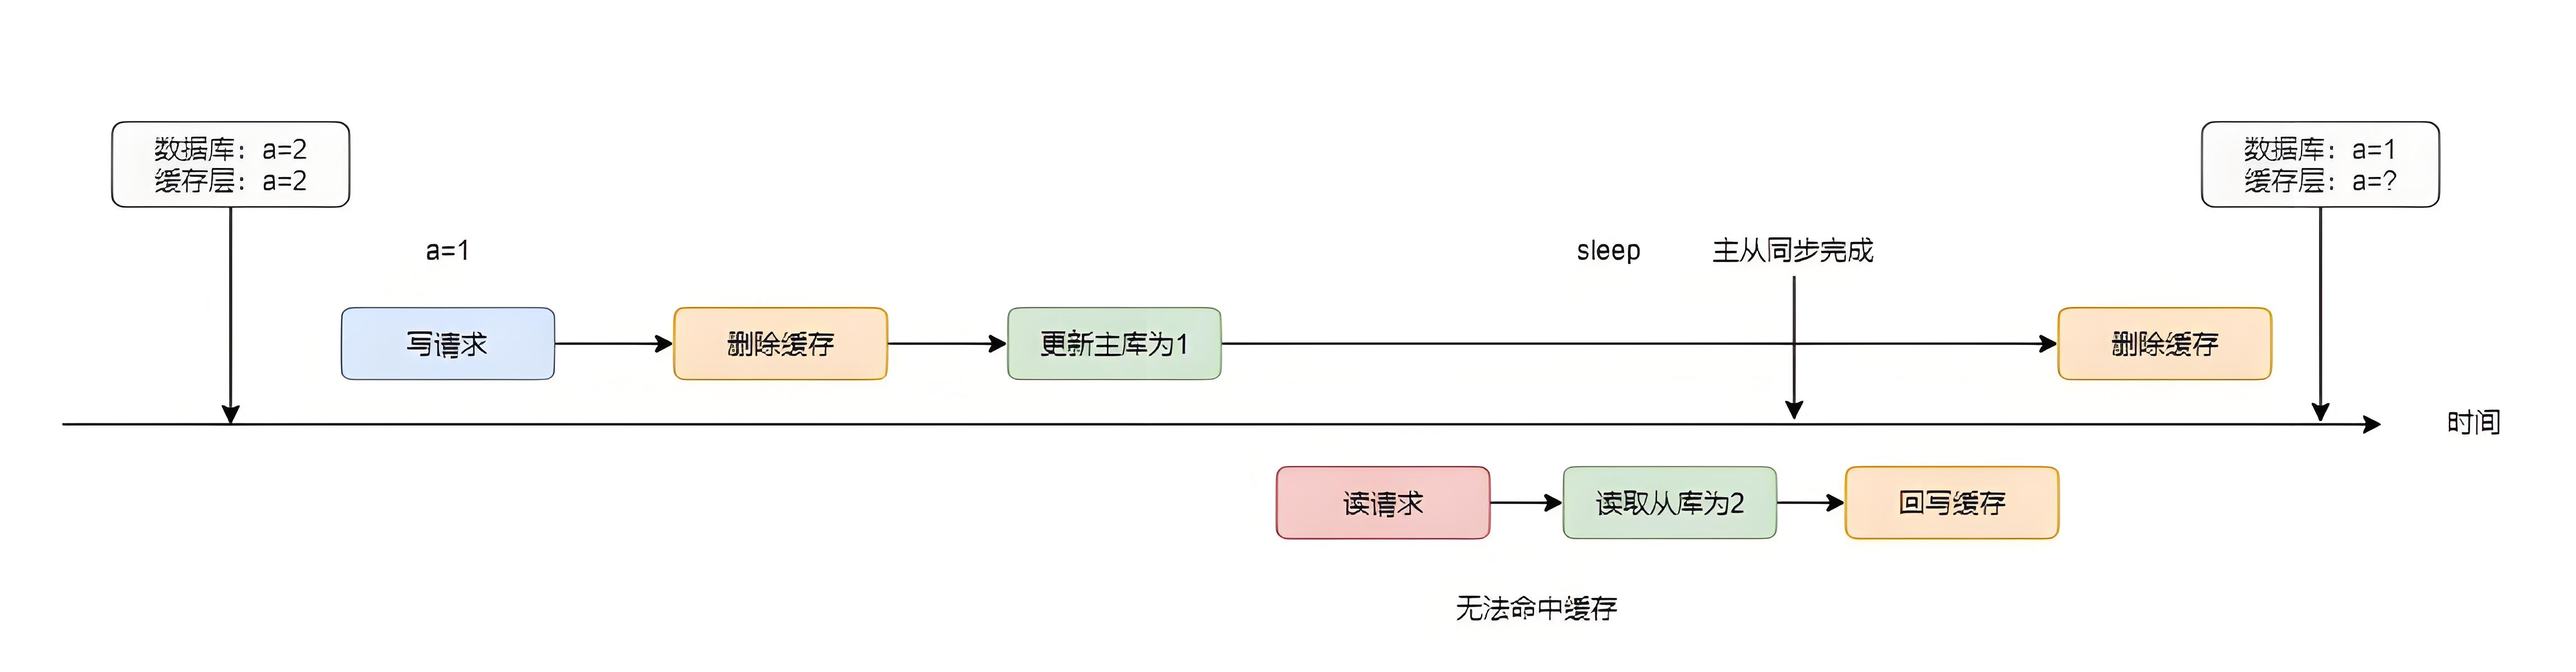 数据库：a=2
缓存层：a=2
数据库：a=1
缓存层：a=?
a=1
sleep
主从同步完成
写请求
删除缓存
更新主库为1
删除缓存
时间
读请求
读取从库为2
回写缓存
无法命中缓存